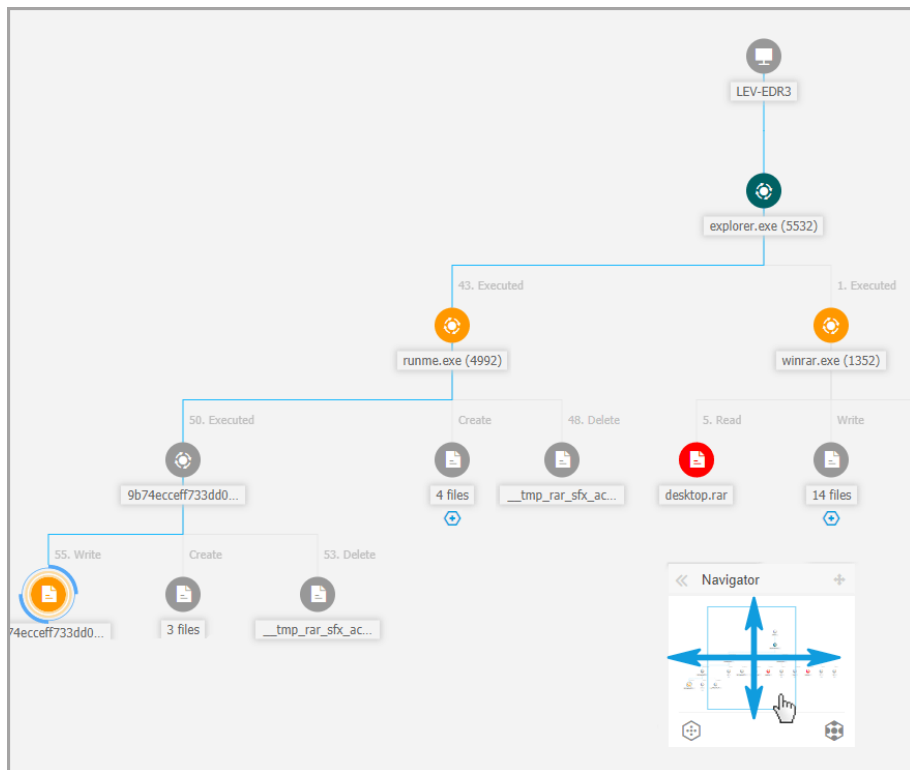 LEV-EDR3
explorer.exe (5532)
43. Executed
1. Executed
runme.exe (4992)
winrar.exe (1352)
50. Executed
Create
48. Delete
5. Read
Write
9b74ecceff733dd0...
4 files
__tmp_rar_sfx_ac...
desktop.rar
14 files
55. Write
Create
53. Delete
74ecceff733dd0...
3 files
__tmp_rar_sfx_ac...
Navigator